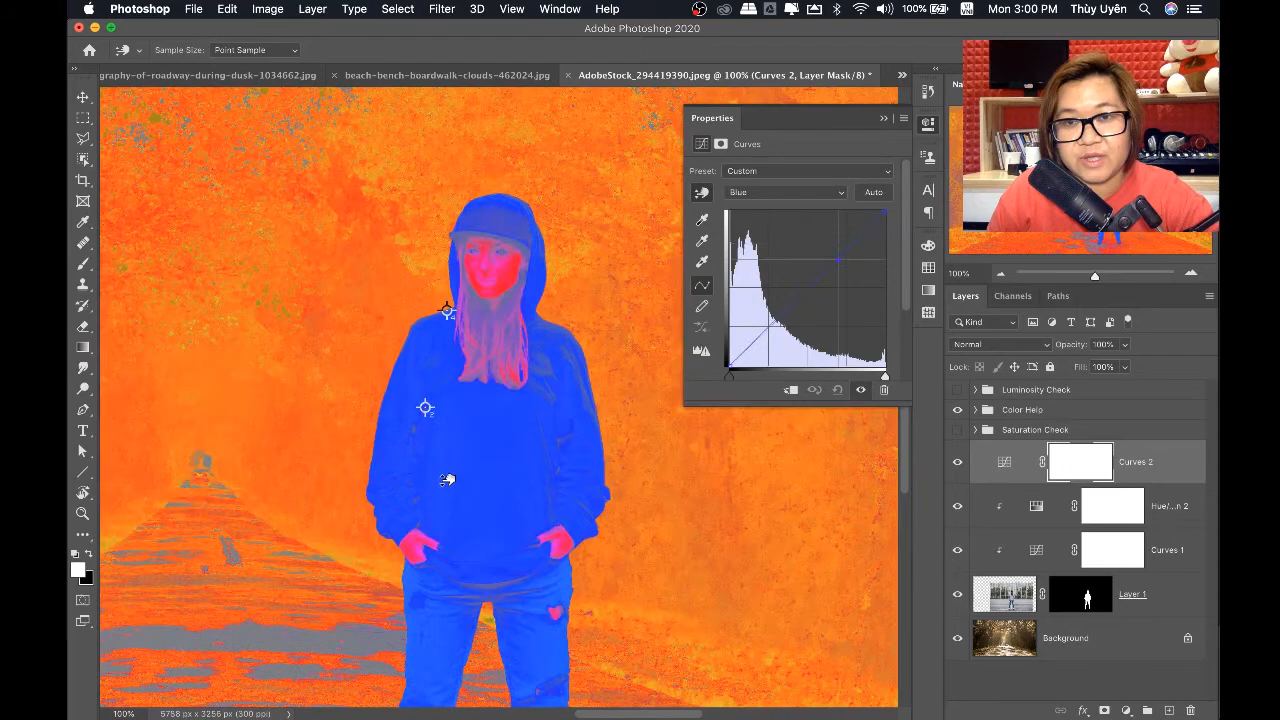 Photoshop File Edit Image Layer Type Select Filter 3D View Window Help 100% VI VNI Mon 3:00 PM Thùy Uyên
Adobe Photoshop 2020
Sample Size: Point Sample
graphy-of-roadway-during-dusk-1034662.jpg × beach-bench-boardwalk-clouds-462024.jpg × AdobeStock_294419390.jpeg @ 100% (Curves 2, Layer Mask/8) *
Properties
Curves
Preset: Custom
Blue Auto
Na
100%
Layers Channels Paths
Kind
Normal Opacity: 100%
Lock: Fill: 100%
Luminosity Check
Color Help
Saturation Check
Curves 2
Hue/...n 2
Curves 1
Layer 1
Background
100% 5758 px x 3256 px (300 ppi)